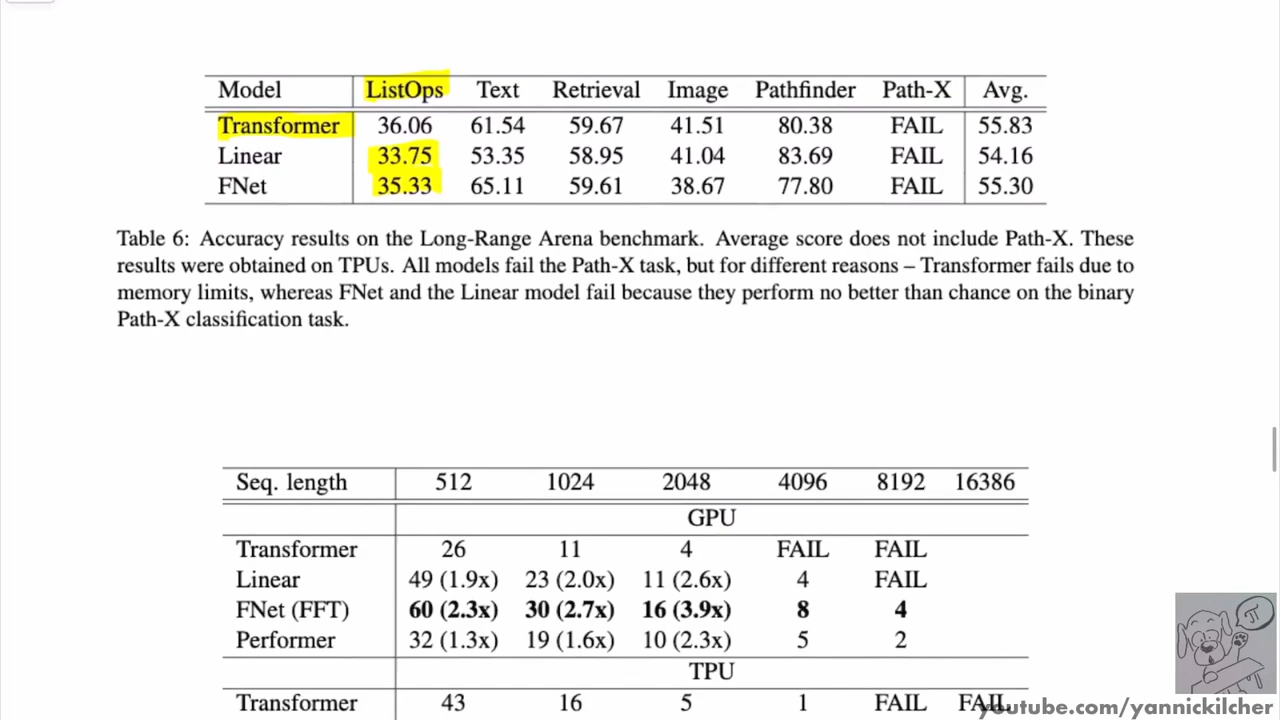 Model ListOps Text Retrieval Image Pathfinder Path-X Avg.
Transformer 36.06 61.54 59.67 41.51 80.38 FAIL 55.83
Linear 33.75 53.35 58.95 41.04 83.69 FAIL 54.16
FNet 35.33 65.11 59.61 38.67 77.80 FAIL 55.30
Table 6: Accuracy results on the Long-Range Arena benchmark. Average score does not include Path-X. These
results were obtained on TPUs. All models fail the Path-X task, but for different reasons – Transformer fails due to
memory limits, whereas FNet and the Linear model fail because they perform no better than chance on the binary
Path-X classification task.
Seq. length 512 1024 2048 4096 8192 16386
GPU
Transformer 26 11 4 FAIL FAIL
Linear 49 (1.9x) 23 (2.0x) 11 (2.6x) 4 FAIL
FNet (FFT) 60 (2.3x) 30 (2.7x) 16 (3.9x) 8 4
Performer 32 (1.3x) 19 (1.6x) 10 (2.3x) 5 2
TPU
Transformer 43 16 5 1 FAIL FAIL
π
youtube.com/yannickilcher